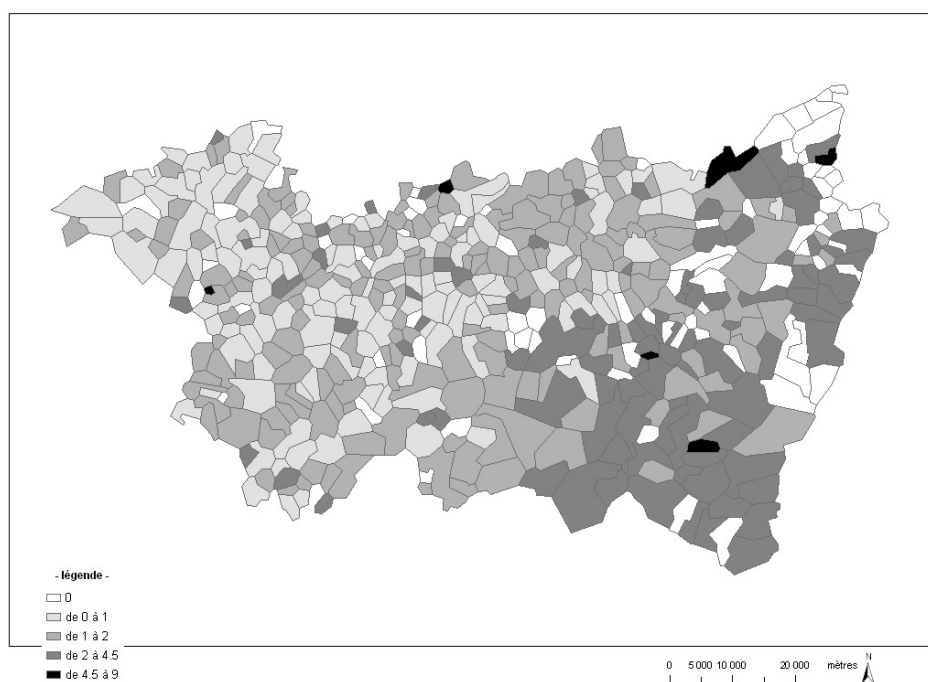 - légende -
0
de 0 à 1
de 1 à 2
de 2 à 4.5
de 4.5 à 9
0 5 000 10 000 20 000 mètres
N